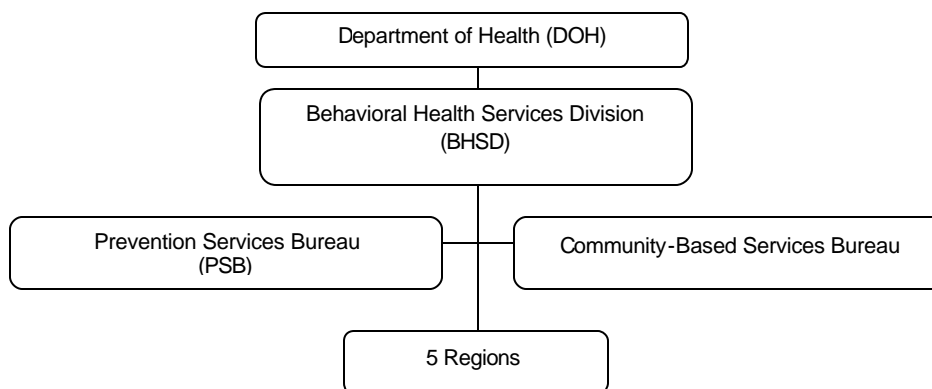 Department of Health (DOH)
Behavioral Health Services Division
(BHSD)
Prevention Services Bureau
(PSB)
Community-Based Services Bureau
5 Regions